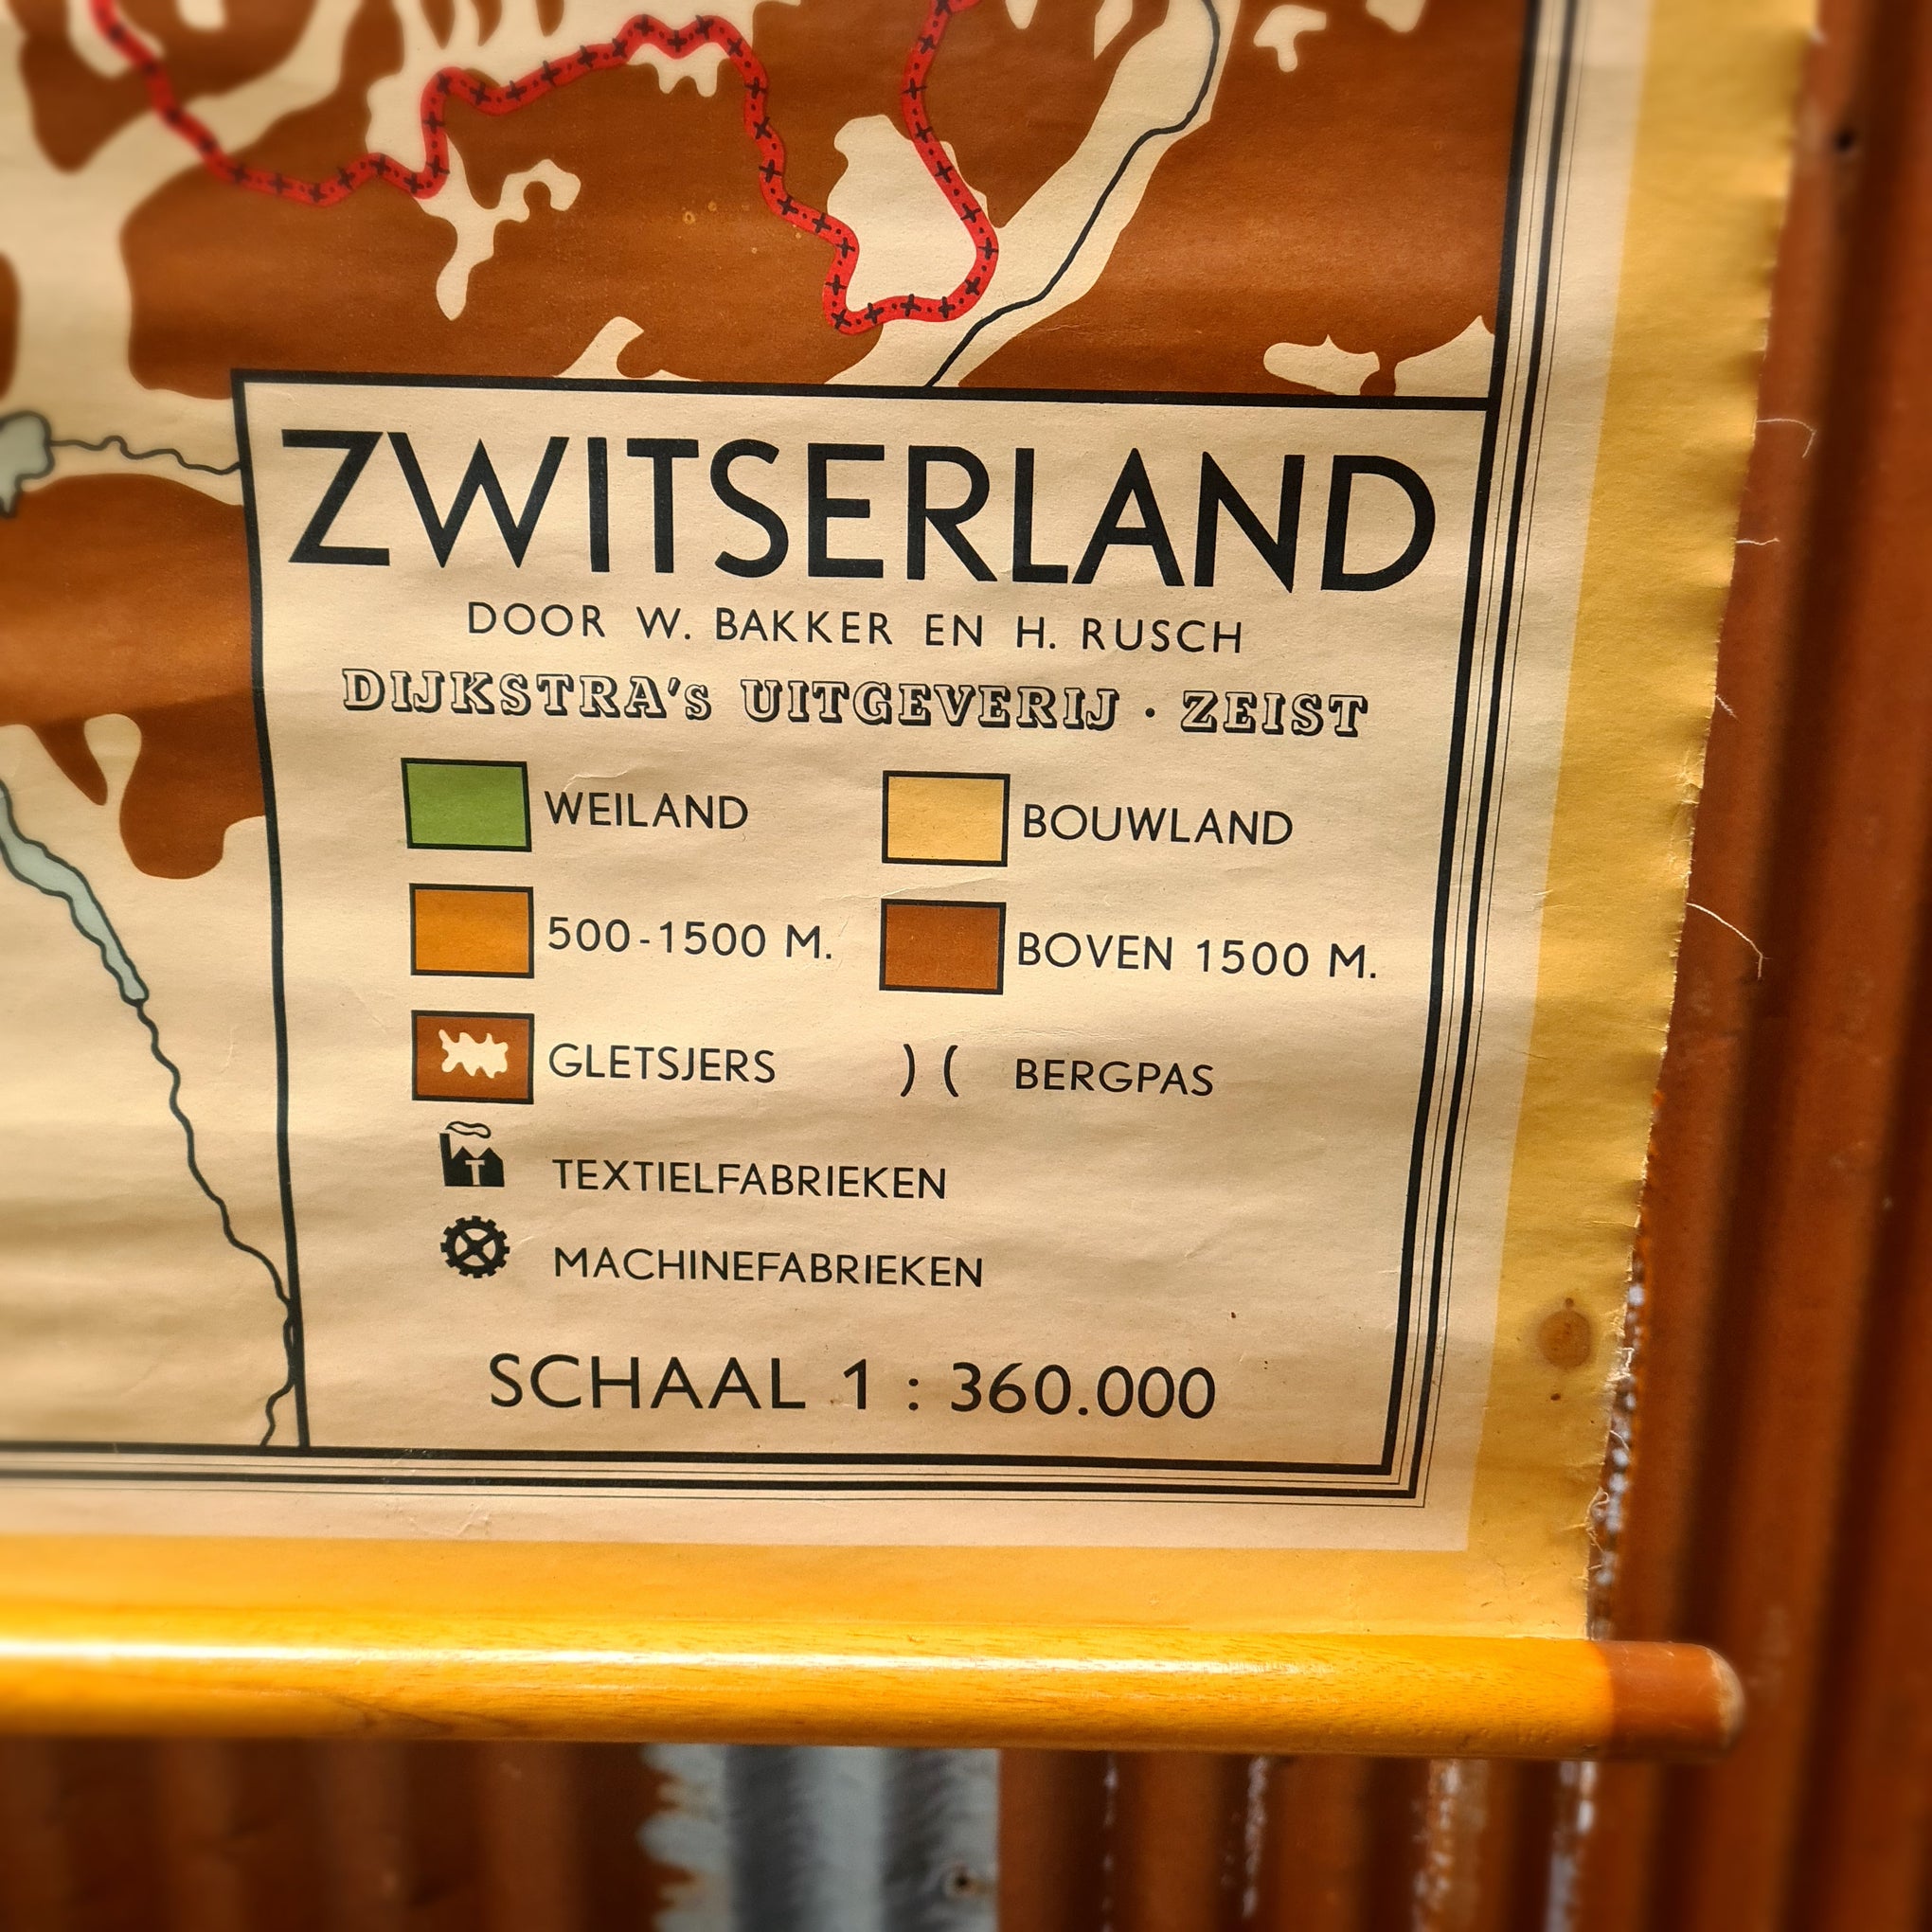 ZWITSERLAND
DOOR W. BAKKER EN H. RUSCH
DIJKSTRA's UITGEVERIJ · ZEIST
WEILAND BOUWLAND
500-1500 M. BOVEN 1500 M.
GLETSJERS ) ( BERGPAS
T TEXTIELFABRIEKEN
MACHINEFABRIEKEN
SCHAAL 1 : 360.000